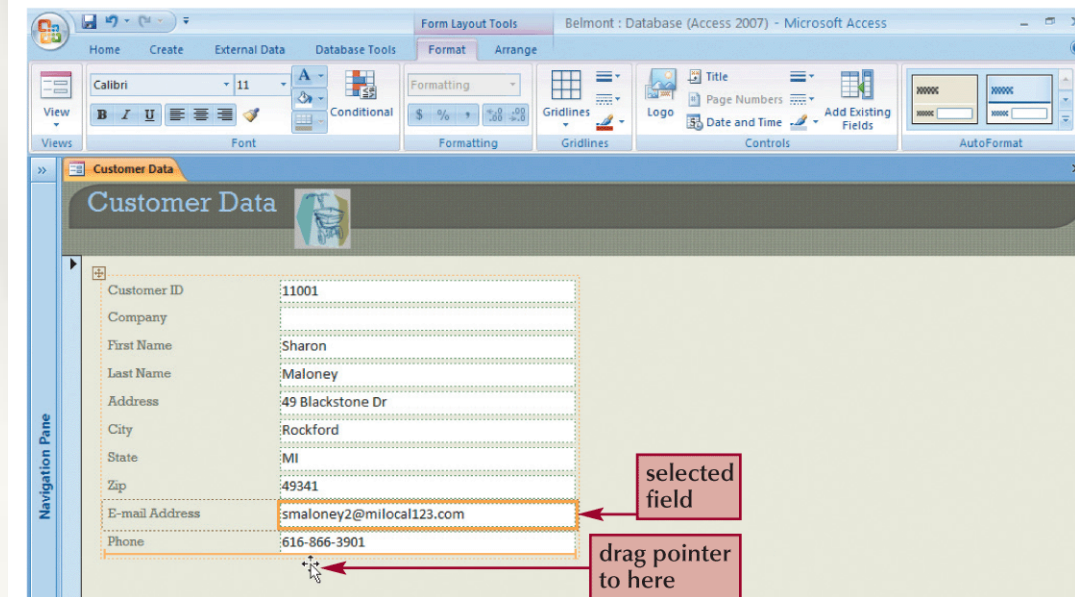 Form Layout Tools
Belmont : Database (Access 2007) - Microsoft Access
Home Create External Data Database Tools Format Arrange
Calibri 11 A
Formatting
Title
View
B I U
Conditional
$ % ,
Gridlines
Logo
Page Numbers
Date and Time
Add Existing
Fields
Views Font Formatting Gridlines Controls AutoFormat
Customer Data
Customer Data
Navigation Pane
Customer ID 11001
Company
First Name Sharon
Last Name Maloney
Address 49 Blackstone Dr
City Rockford
State MI
Zip 49341
E-mail Address smaloney2@milocal123.com
Phone 616-866-3901
selected
field
drag pointer
to here